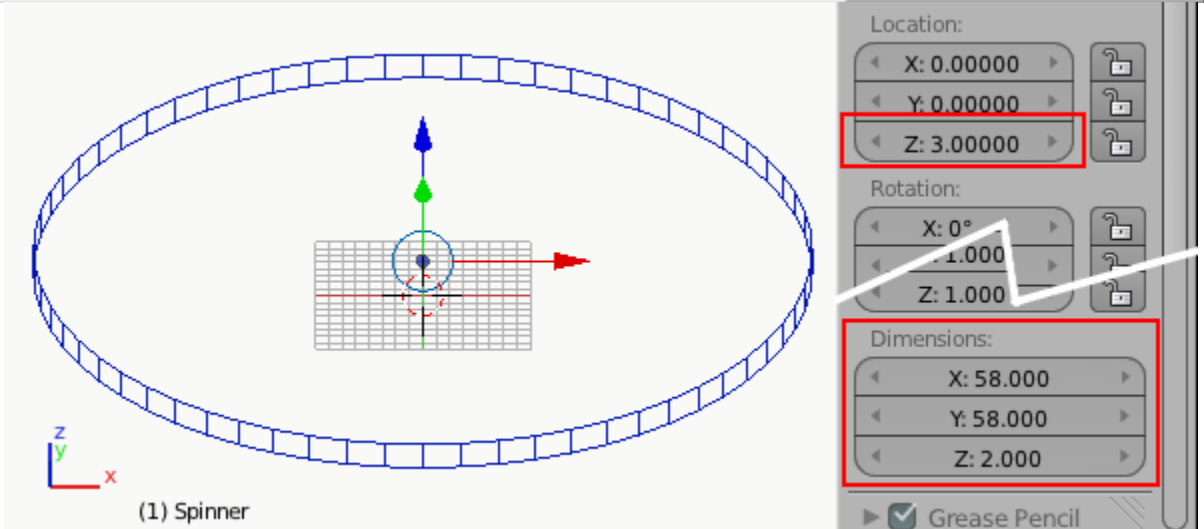 Location:
X: 0.00000
Y: 0.00000
Z: 3.00000
Rotation:
X: 0°
: 1.000
Z: 1.000
Dimensions:
X: 58.000
Y: 58.000
Z: 2.000
Grease Pencil
z
y
x
(1) Spinner